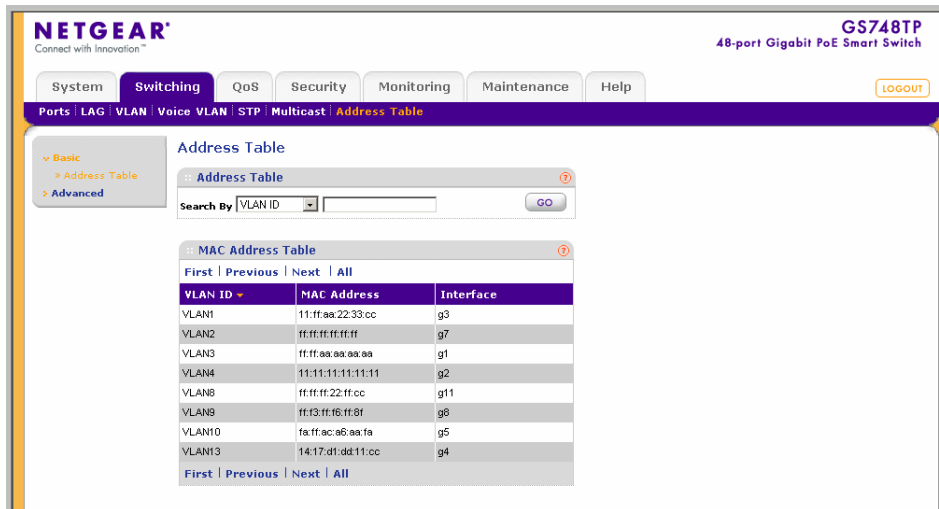 NETGEAR®
Connect with Innovation™
GS748TP
48-port Gigabit PoE Smart Switch
System Switching QoS Security Monitoring Maintenance Help LOGOUT
Ports LAG VLAN Voice VLAN STP Multicast Address Table
Basic
Address Table
Advanced
Address Table
Address Table ?
Search By VLAN ID GO
MAC Address Table ?
First Previous Next All
VLAN ID MAC Address Interface
VLAN1 11:ff:aa:22:33:cc g3
VLAN2 ff:ff:ff:ff:ff:ff g7
VLAN3 ff:ff:aa:aa:aa:aa g1
VLAN4 11:11:11:11:11:11 g2
VLAN8 ff:ff:ff:22:ff:cc g11
VLAN9 ff:f3:ff:f6:ff:8f g8
VLAN10 fa:ff:ac:a6:aa:fa g5
VLAN13 14:17:d1:dd:11:cc g4
First Previous Next All